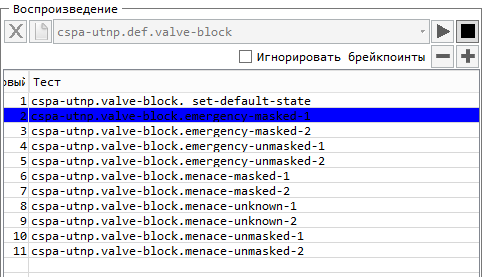 Воспроизведение
cspa-utnp.def.valve-block
Игнорировать брейкпоинты
овый Тест
1 cspa-utnp.valve-block. set-default-state
2 cspa-utnp.valve-block.emergency-masked-1
3 cspa-utnp.valve-block.emergency-masked-2
4 cspa-utnp.valve-block.emergency-unmasked-1
5 cspa-utnp.valve-block.emergency-unmasked-2
6 cspa-utnp.valve-block.menace-masked-1
7 cspa-utnp.valve-block.menace-masked-2
8 cspa-utnp.valve-block.menace-unknown-1
9 cspa-utnp.valve-block.menace-unknown-2
10 cspa-utnp.valve-block.menace-unmasked-1
11 cspa-utnp.valve-block.menace-unmasked-2